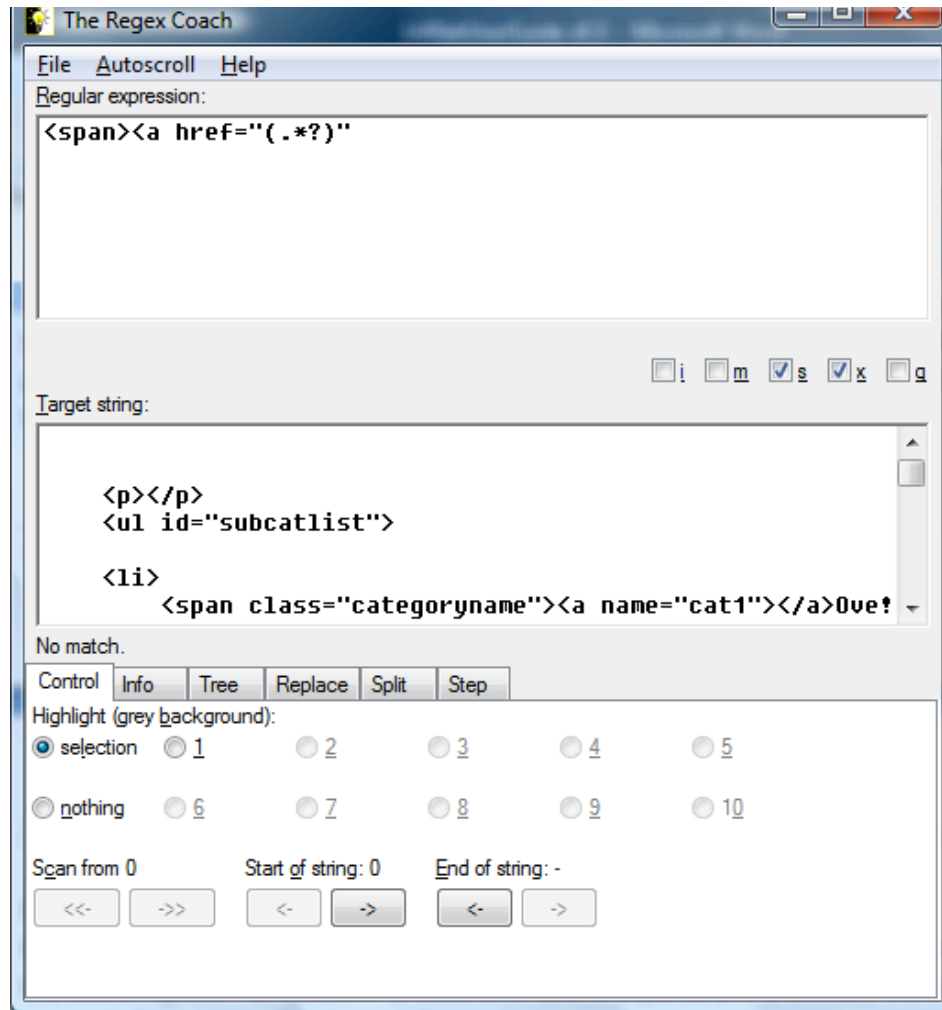 The Regex Coach
File Autoscroll Help
Regular expression:
<span><a href="(.*?)"
i m s x g
Target string:
<p></p>
<ul id="subcatlist">
<li>
<span class="categoryname"><a name="cat1"></a>Ove!
No match.
Control Info Tree Replace Split Step
Highlight (grey background):
selection 1 2 3 4 5
nothing 6 7 8 9 10
Scan from 0 Start of string: 0 End of string: -
<<- ->> <- -> <- ->